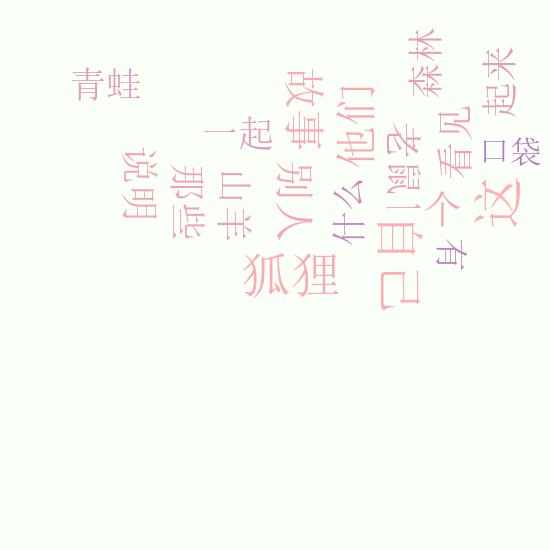 青蛙
森林
起来
故事
他们
一起
老鼠
看见
口袋
说明
那些
山羊
别人
什么
一个
这
自己
有
狐狸